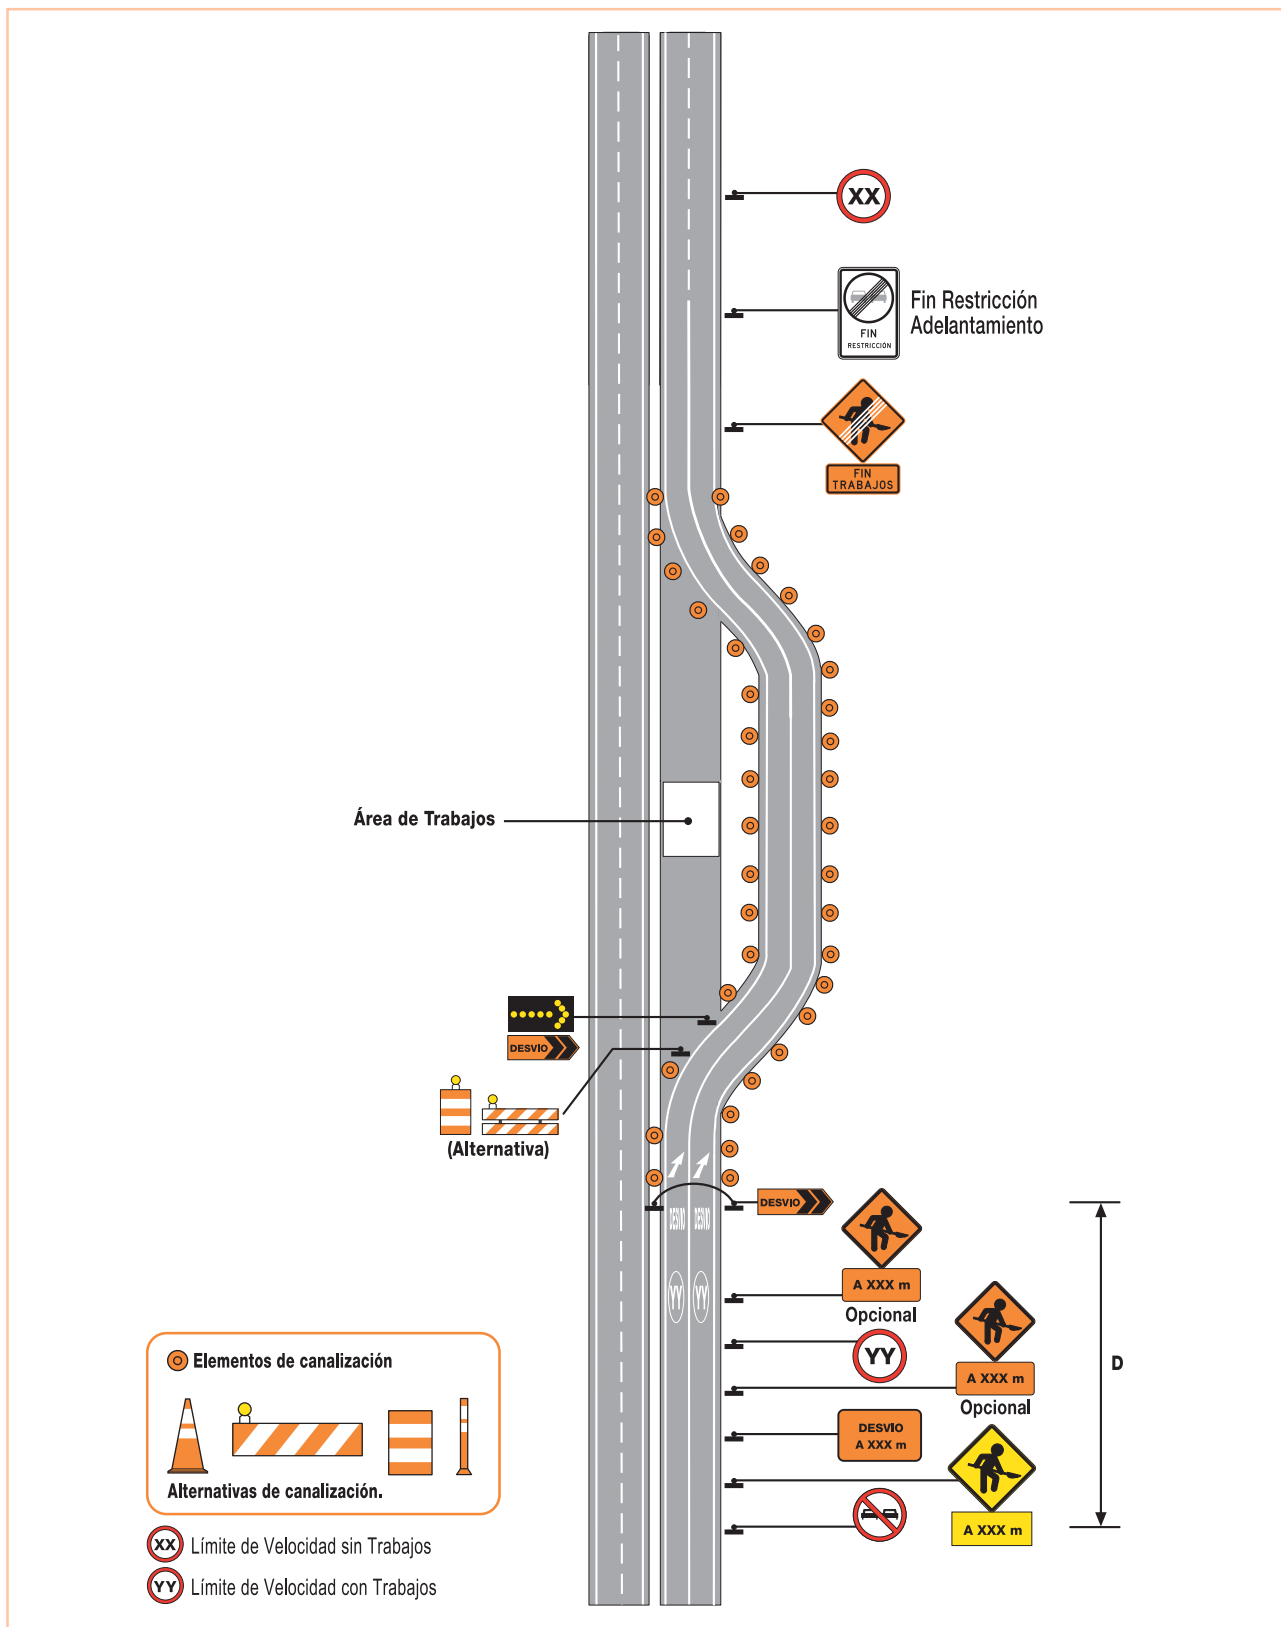 XX
Fin Restricción
Adelantamiento
FIN
RESTRICCIÓN
FIN
TRABAJOS
Área de Trabajos
DESVIO
(Alternativa)
DESVIO
DESVIO DESVIO
A XXX m
Opcional
YY YY
YY
A XXX m
Opcional
D
DESVIO
A XXX m
A XXX m
Elementos de canalización
Alternativas de canalización.
XX Límite de Velocidad sin Trabajos
YY Límite de Velocidad con Trabajos